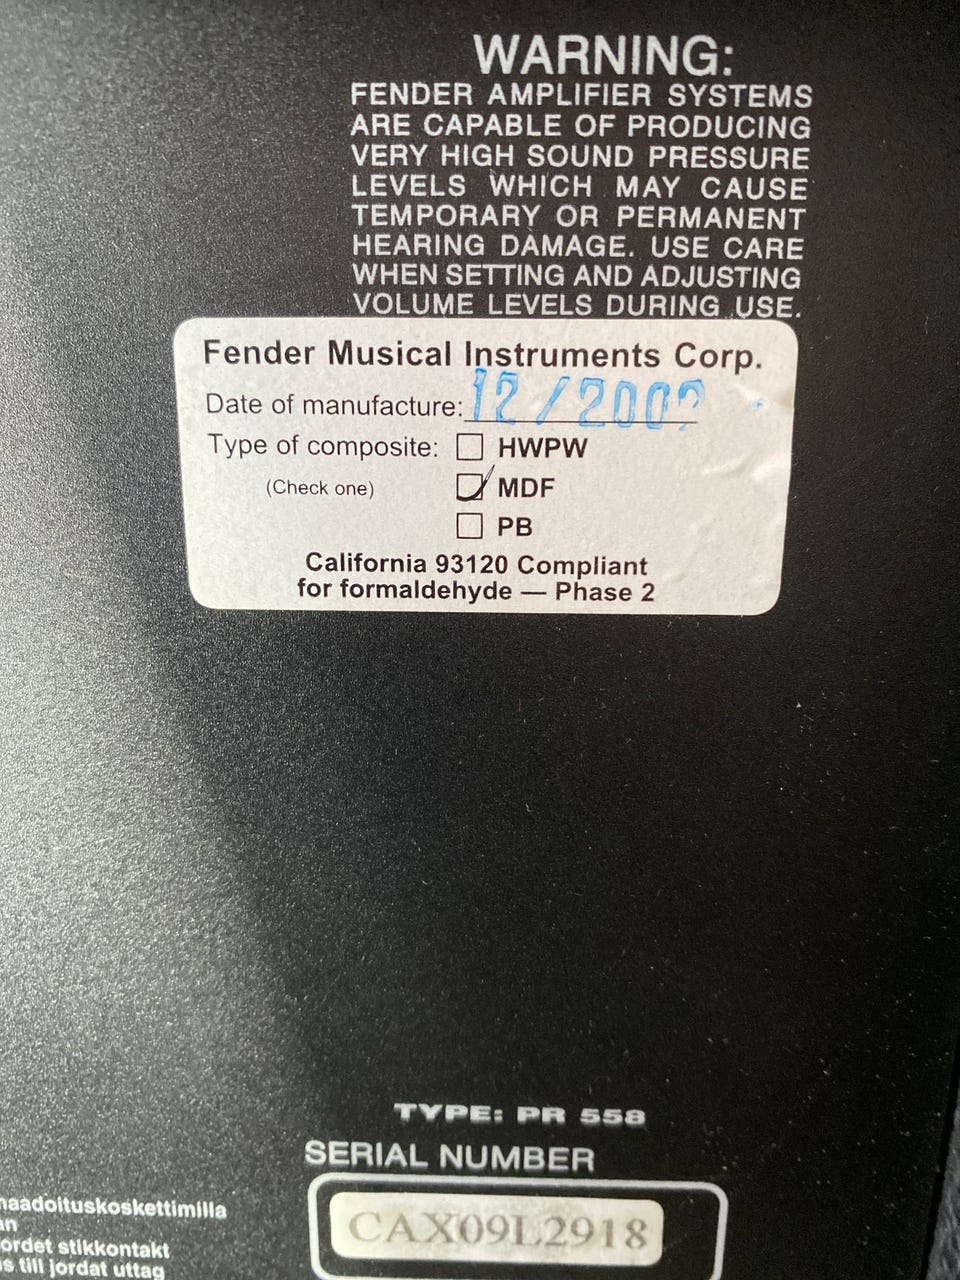 WARNING:
FENDER AMPLIFIER SYSTEMS
ARE CAPABLE OF PRODUCING
VERY HIGH SOUND PRESSURE
LEVELS WHICH MAY CAUSE
TEMPORARY OR PERMANENT
HEARING DAMAGE. USE CARE
WHEN SETTING AND ADJUSTING
VOLUME LEVELS DURING USE.
Fender Musical Instruments Corp.
Date of manufacture:
Type of composite: HWPW
(Check one) MDF
PB
California 93120 Compliant
for formaldehyde — Phase 2
TYPE: PR 558
SERIAL NUMBER
CAX09L2918
stikkontakt
till jordat uttag